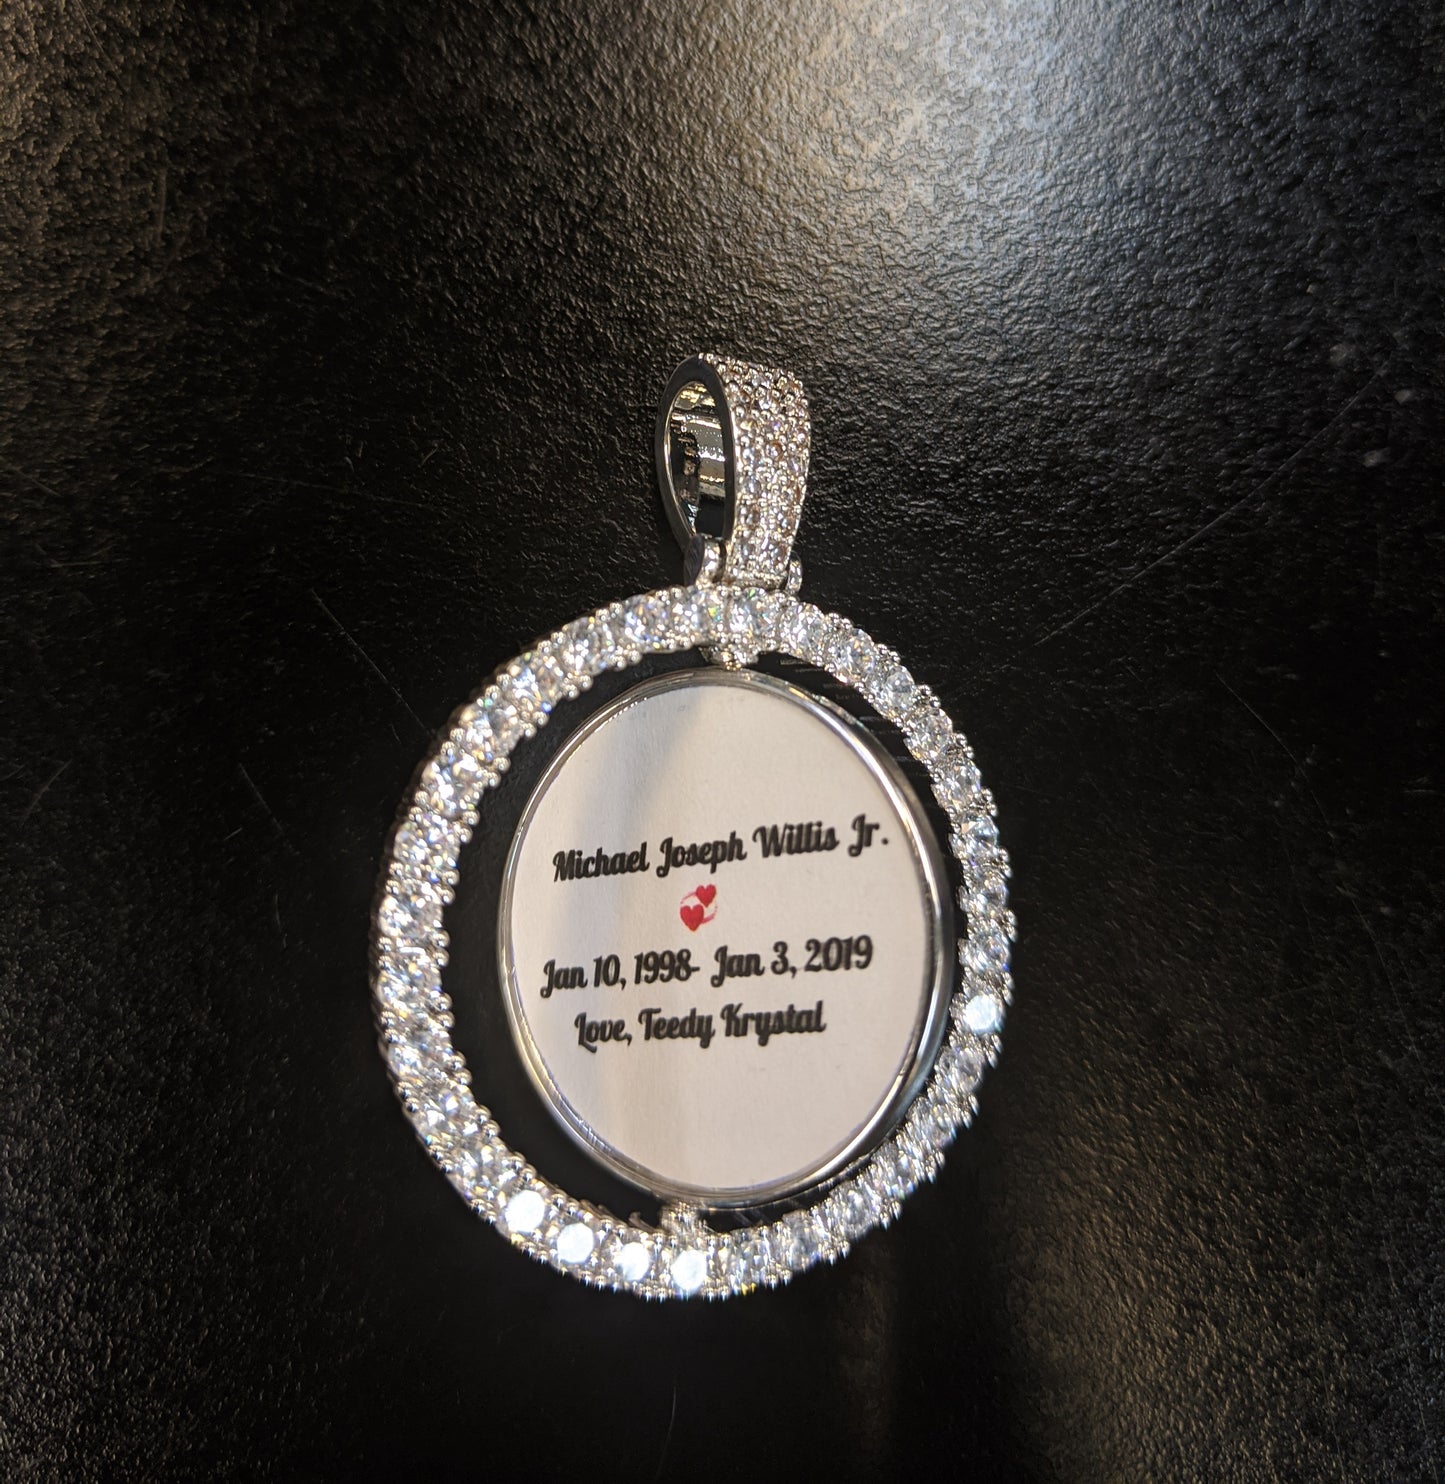 Michael Joseph Willis Jr.
Jan 10, 1998- Jan 3, 2019
Love, Teedy Krystal